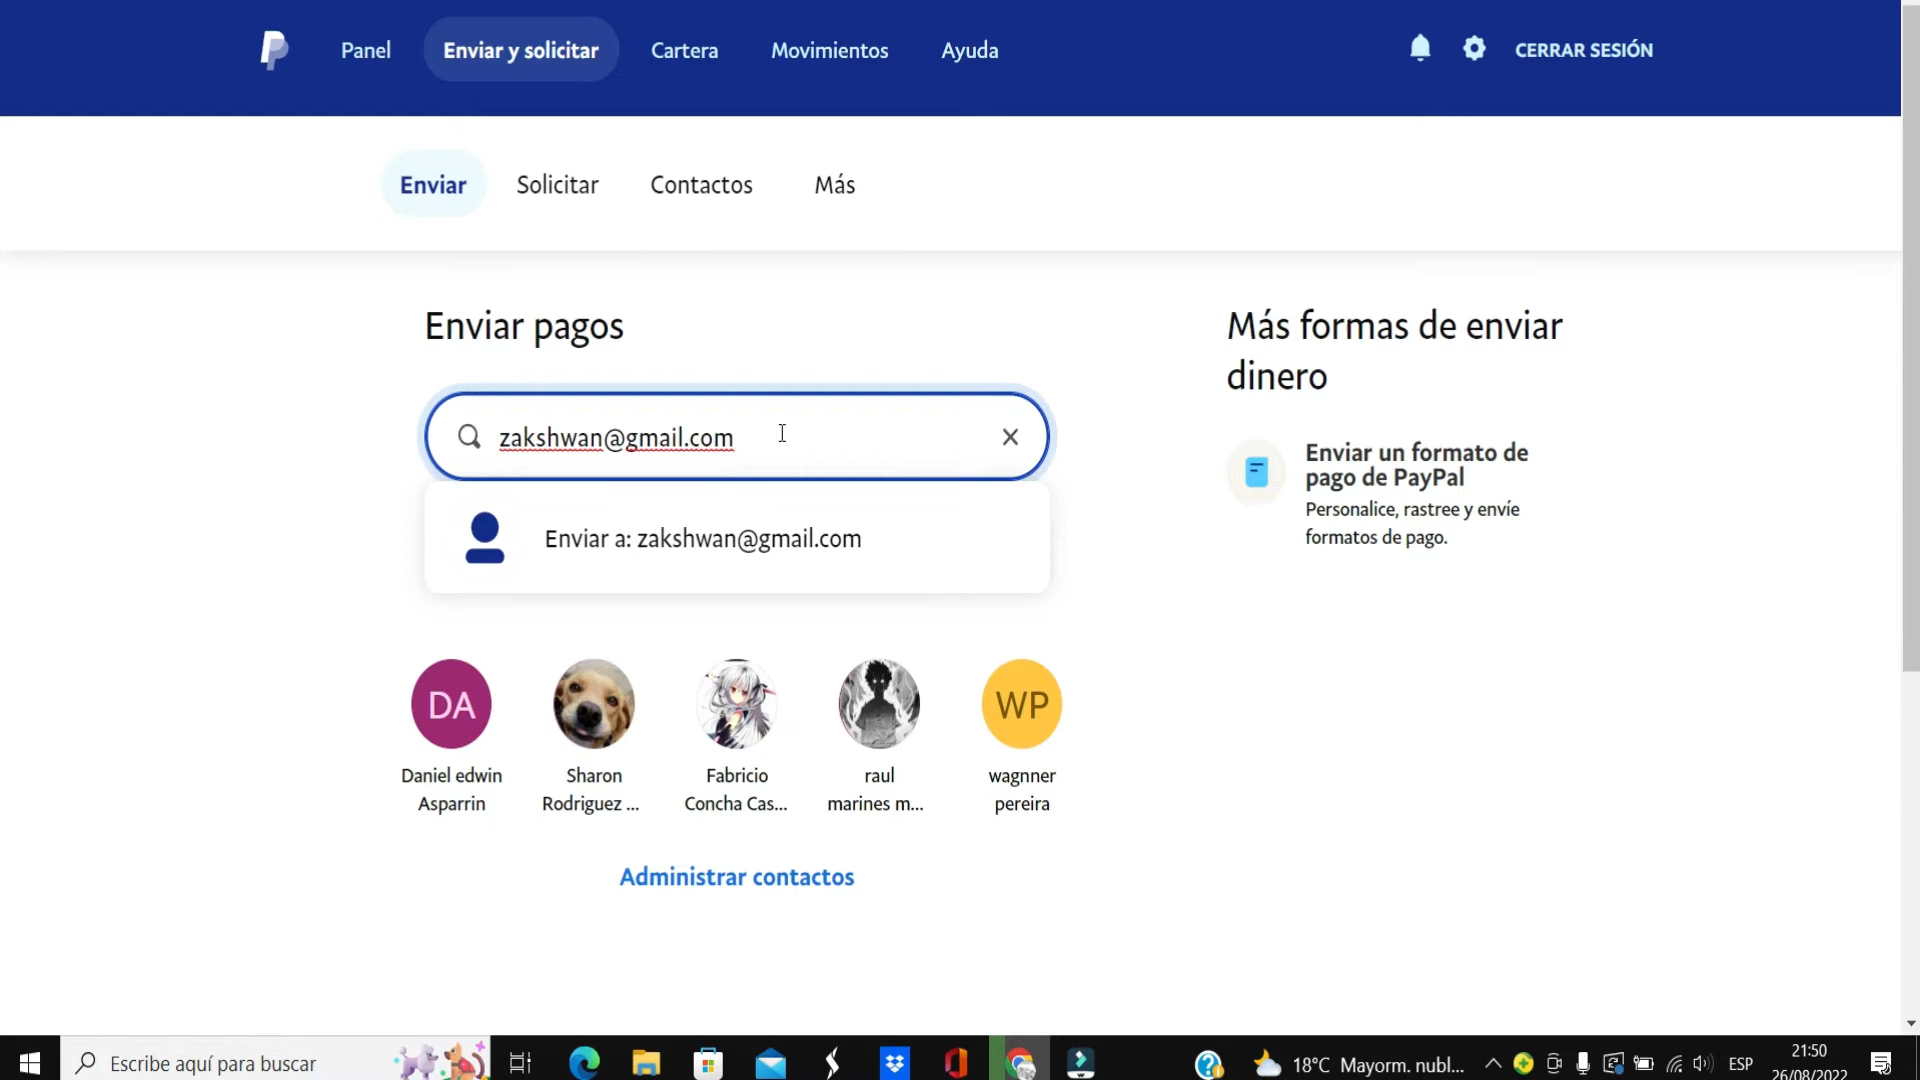 Panel
Enviar y solicitar
Cartera
Movimientos
Ayuda
CERRAR SESIÓN
Enviar
Solicitar
Contactos
Más
Enviar pagos
zakshwan@gmail.com
Enviar a: zakshwan@gmail.com
DA
WP
Daniel edwin
Asparrin
Sharon
Rodriguez ...
Fabricio
Concha Cas...
raul
marines m...
wagnner
pereira
Administrar contactos
Más formas de enviar
dinero
Enviar un formato de
pago de PayPal
Personalice, rastree y envíe
formatos de pago.
Escribe aquí para buscar
18°C Mayorm. nubl...
ESP
21:50
26/08/2022